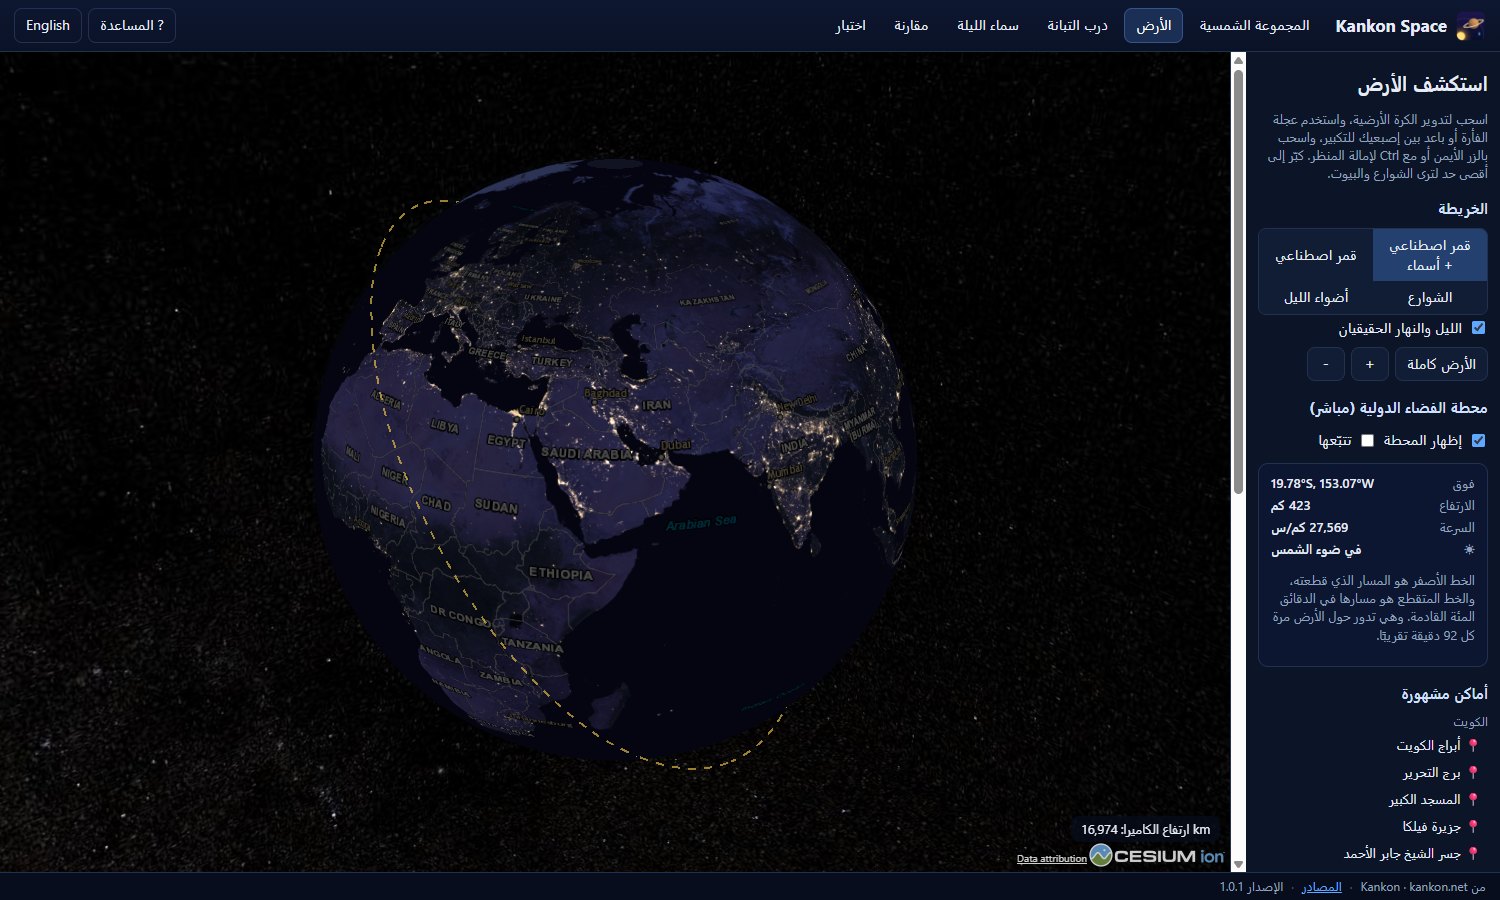 Kankon Space
المجموعة الشمسية
الأرض
درب التبانة
سماء الليلة
مقارنة
اختبار
? المساعدة
English
استكشف الأرض
اسحب لتدوير الكرة الأرضية، واستخدم عجلة
الفأرة أو باعد بين إصبعيك للتكبير، واسحب
بالزر الأيمن أو مع Ctrl لإمالة المنظر. كبّر إلى
أقصى حد لترى الشوارع والبيوت.
الخريطة
قمر اصطناعي
+ أسماء
قمر اصطناعي
الشوارع
أضواء الليل
الليل والنهار الحقيقيان
الأرض كاملة
+
-
محطة الفضاء الدولية (مباشر)
إظهار المحطة
تتبّعها
فوق 19.78°S, 153.07°W
الارتفاع 423 كم
السرعة 27,569 كم/س
☀ في ضوء الشمس
الخط الأصفر هو المسار الذي قطعته،
والخط المتقطع هو مسارها في الدقائق
المئة القادمة. وهي تدور حول الأرض مرة
كل 92 دقيقة تقريبًا.
أماكن مشهورة
الكويت
أبراج الكويت
برج التحرير
المسجد الكبير
جزيرة فيلكا
جسر الشيخ جابر الأحمد
POLAND
UKRAINE
KAZAKHSTAN
MONGOLIA
CHINA
Istanbul
GREECE
TURKEY
Baghdad
IRAN
New Delhi
MYANMAR
(BURMA)
ALGERIA
LIBYA
Cairo
EGYPT
SAUDI ARABIA
Dubai
INDIA
Mumbai
MALI
NIGER
CHAD
SUDAN
NIGERIA
Arabian Sea
ETHIOPIA
DR CONGO
TANZANIA
ANGOLA
ZAMBIA
NAMIBIA
ارتفاع الكاميرا: 16,974 km
Data attribution
CESIUM ion
من Kankon · kankon.net · المصادر · الإصدار 1.0.1